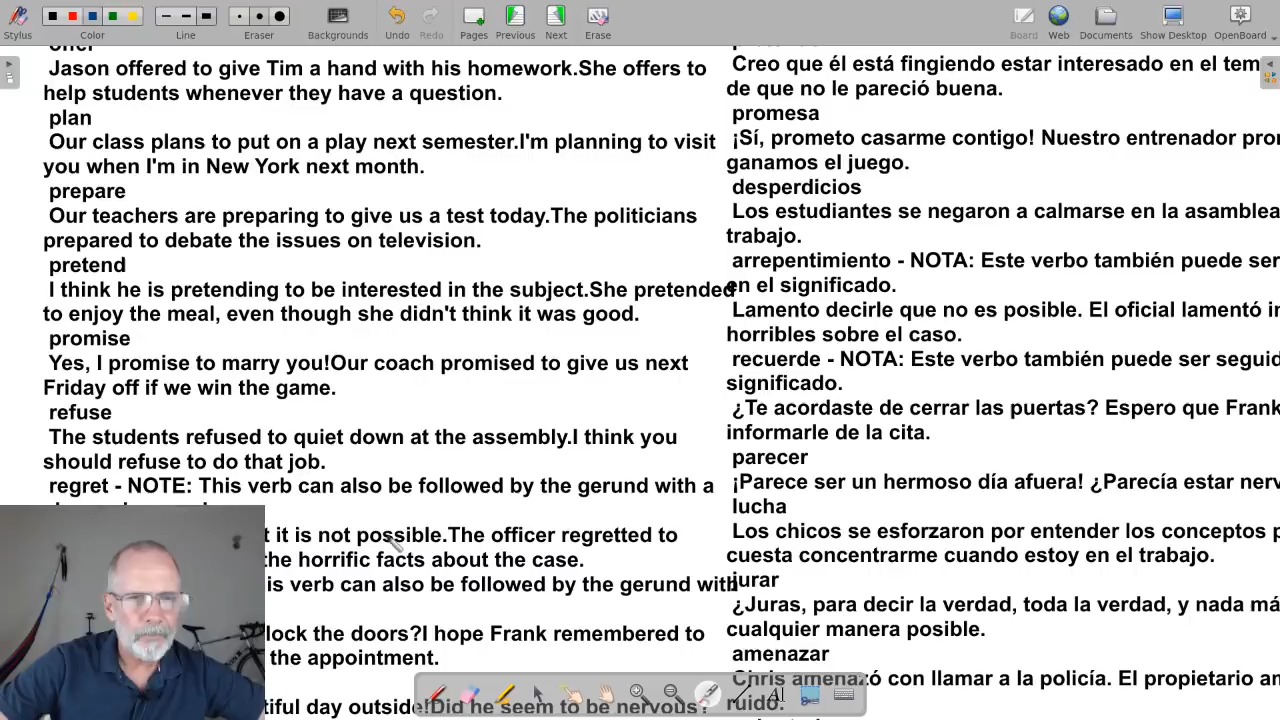 Stylus
Color
Line
Eraser
Backgrounds
Undo
Redo
Pages
Previous
Next
Erase
Board
Web
Documents
Show Desktop
OpenBoard
offer
Jason offered to give Tim a hand with his homework.She offers to
help students whenever they have a question.
plan
Our class plans to put on a play next semester.I'm planning to visit
you when I'm in New York next month.
prepare
Our teachers are preparing to give us a test today.The politicians
prepared to debate the issues on television.
pretend
I think he is pretending to be interested in the subject.She pretended
to enjoy the meal, even though she didn't think it was good.
promise
Yes, I promise to marry you!Our coach promised to give us next
Friday off if we win the game.
refuse
The students refused to quiet down at the assembly.I think you
should refuse to do that job.
regret - NOTE: This verb can also be followed by the gerund with a
t it is not possible.The officer regretted to
the horrific facts about the case.
is verb can also be followed by the gerund with
lock the doors?I hope Frank remembered to
the appointment.
tiful day outside!Did he seem to be nervous?
Creo que él está fingiendo estar interesado en el tem
de que no le pareció buena.
promesa
¡Sí, prometo casarme contigo! Nuestro entrenador pro
ganamos el juego.
desperdicios
Los estudiantes se negaron a calmarse en la asamblea
trabajo.
arrepentimiento - NOTA: Este verbo también puede ser
en el significado.
Lamento decirle que no es posible. El oficial lamentó i
horribles sobre el caso.
recuerde - NOTA: Este verbo también puede ser seguid
significado.
¿Te acordaste de cerrar las puertas? Espero que Frank
informarle de la cita.
parecer
¡Parece ser un hermoso día afuera! ¿Parecía estar nerv
lucha
Los chicos se esforzaron por entender los conceptos p
cuesta concentrarme cuando estoy en el trabajo.
jurar
¿Juras, para decir la verdad, toda la verdad, y nada má
cualquier manera posible.
amenazar
Chris amenazó con llamar a la policía. El propietario an
ruido.